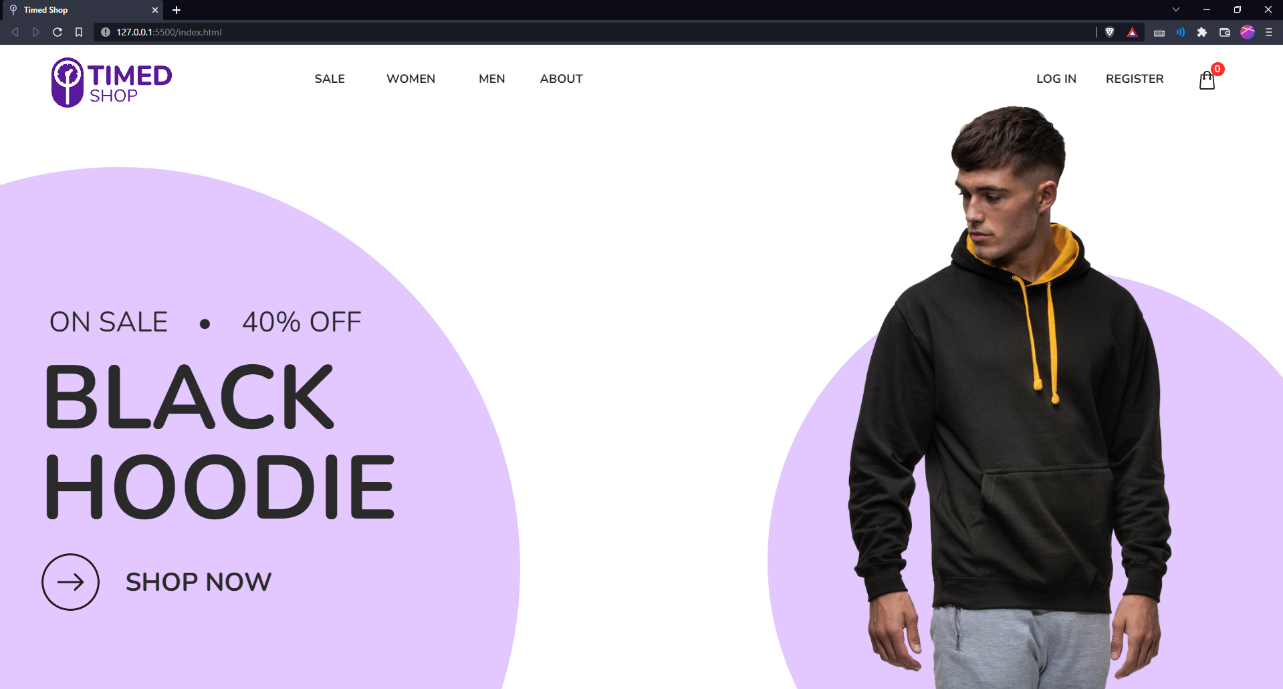 Timed Shop
127.0.0.1:5500/index.html
TIMED
SHOP
SALE WOMEN MEN ABOUT LOG IN REGISTER 0
ON SALE • 40% OFF
BLACK
HOODIE
SHOP NOW